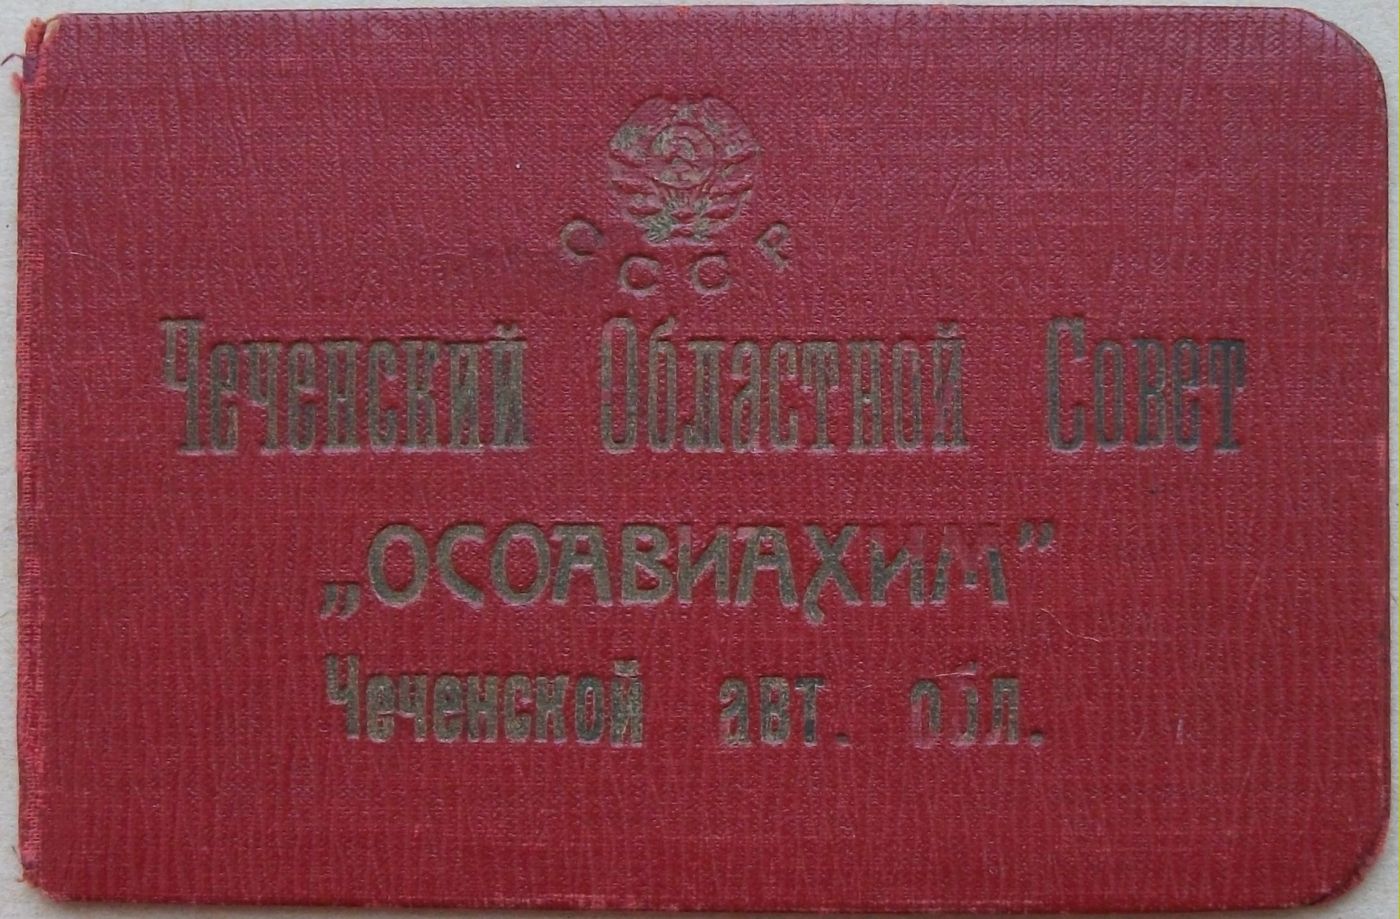 СССР
Чеченский Областной Совет
„ОСОАВИАХИМ”
Чеченской авт. обл.